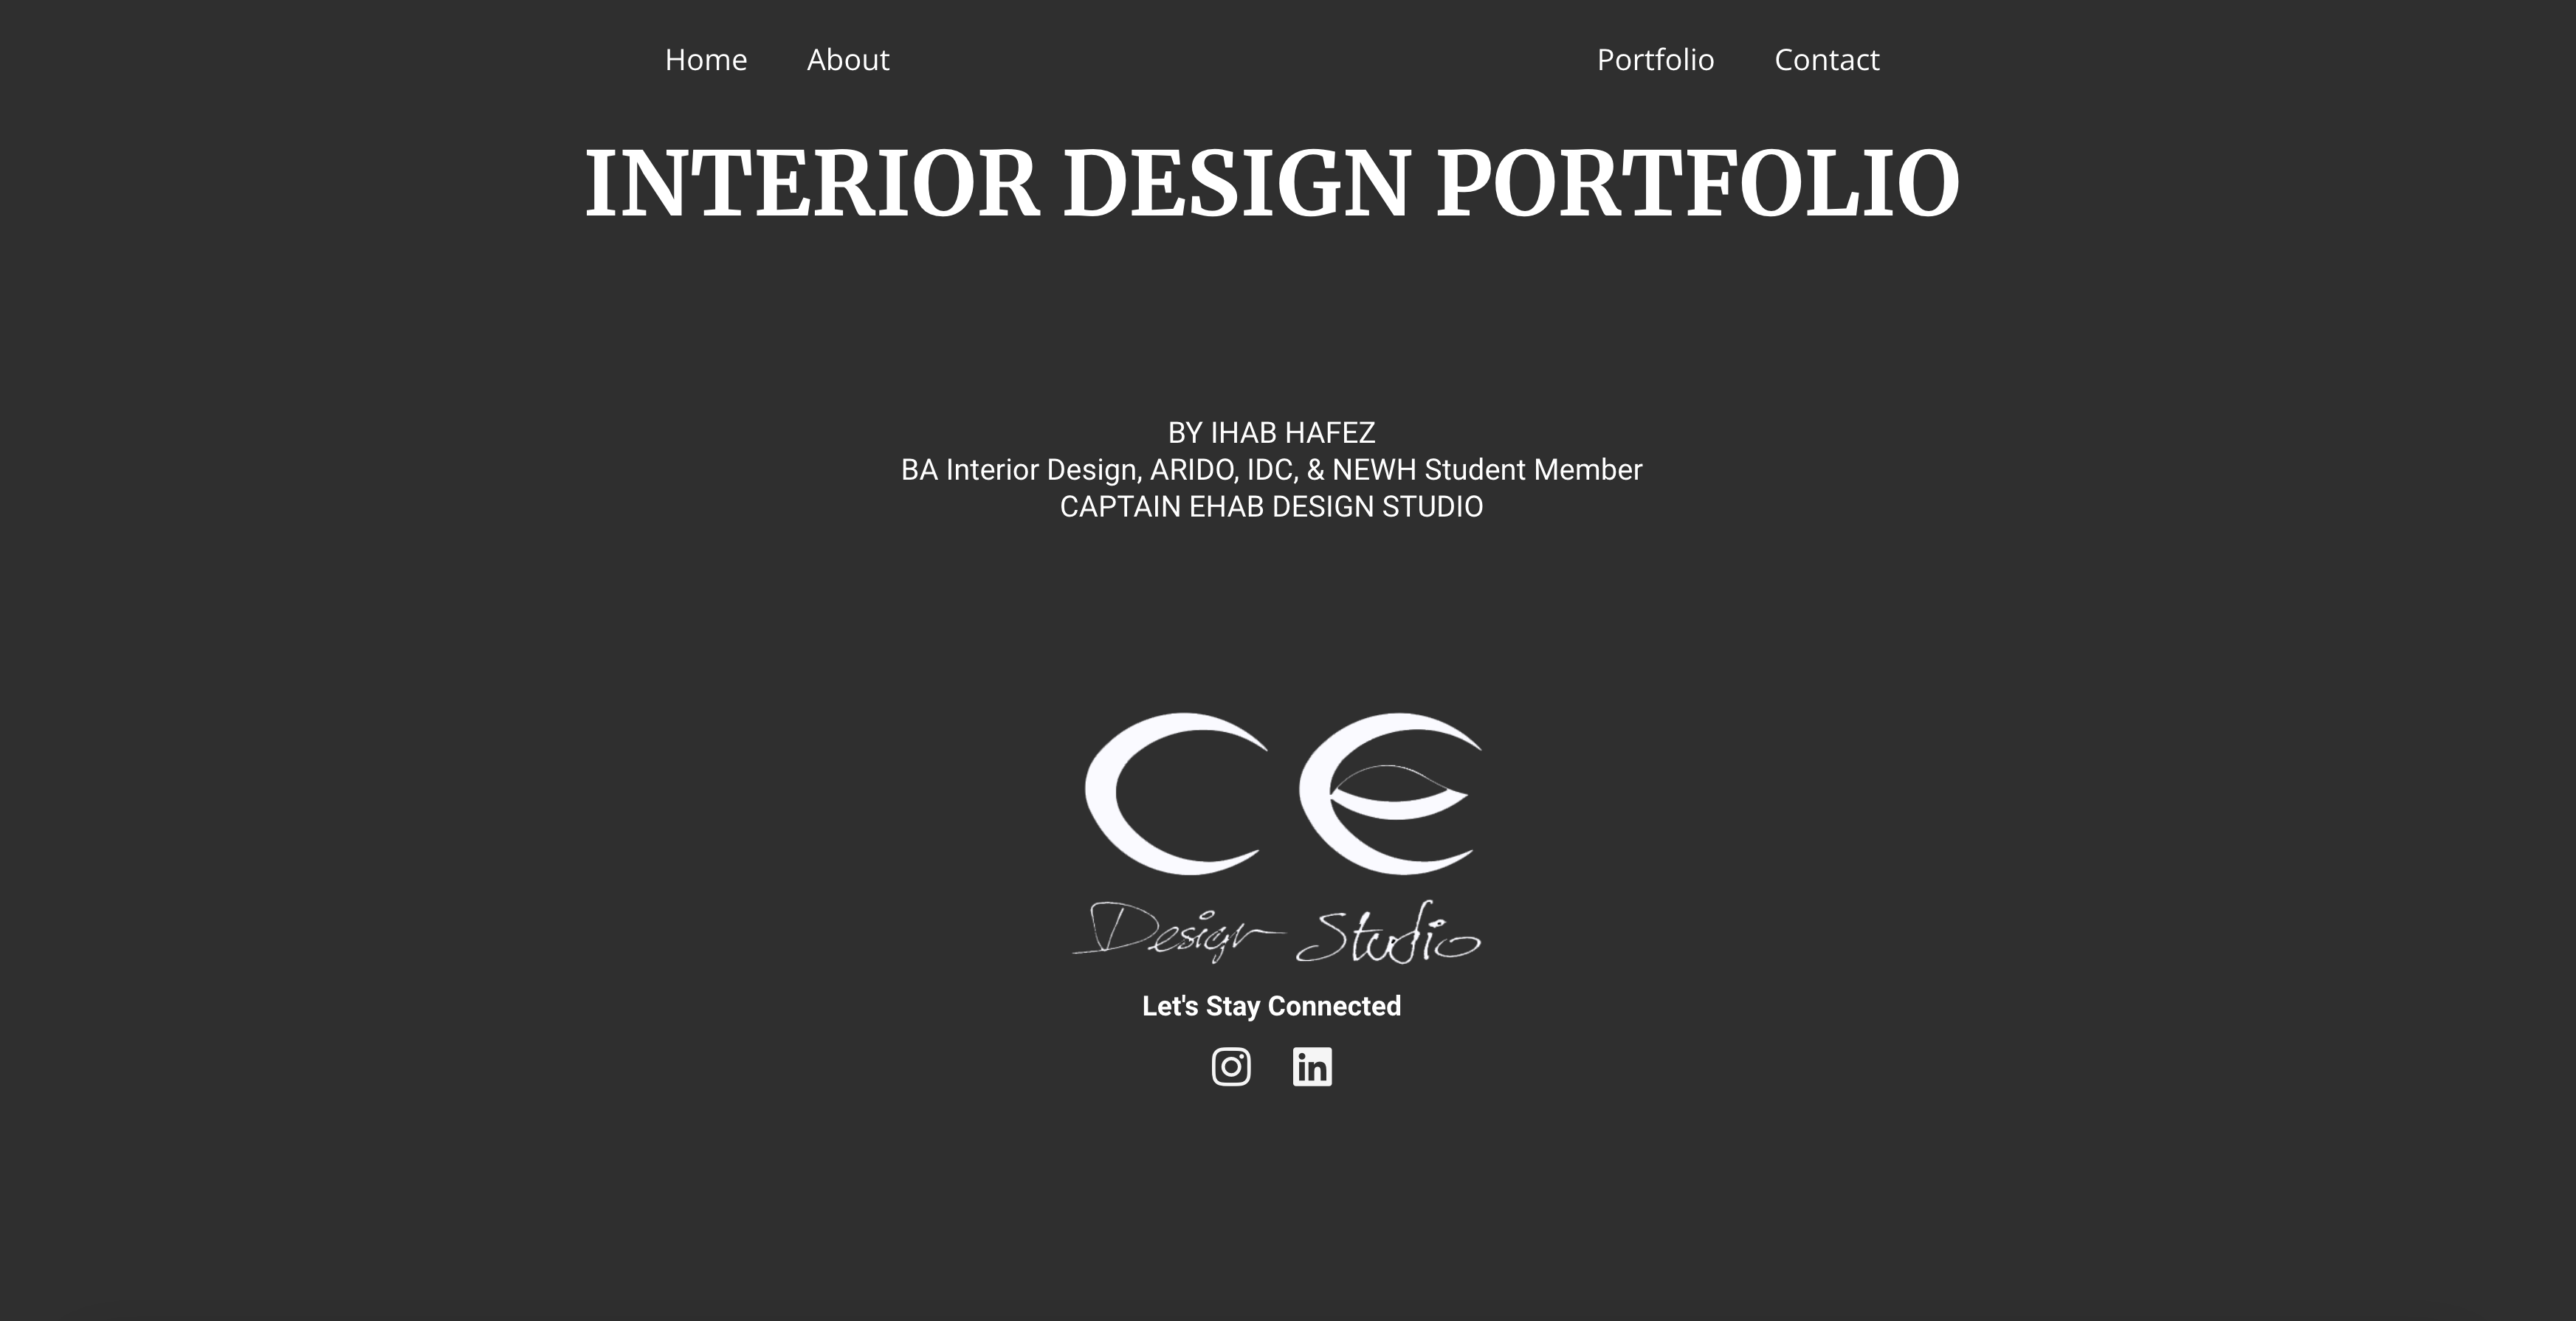 Home About Portfolio Contact
INTERIOR DESIGN PORTFOLIO
BY IHAB HAFEZ
BA Interior Design, ARIDO, IDC, & NEWH Student Member
CAPTAIN EHAB DESIGN STUDIO
CE
Design Studio
Let's Stay Connected
in